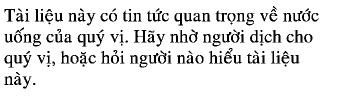 Tài liệu này có tin tức quan trọng về nước
uống của quý vị. Hãy nhờ người dịch cho
quý vị, hoặc hỏi người nào hiểu tài liệu
này.